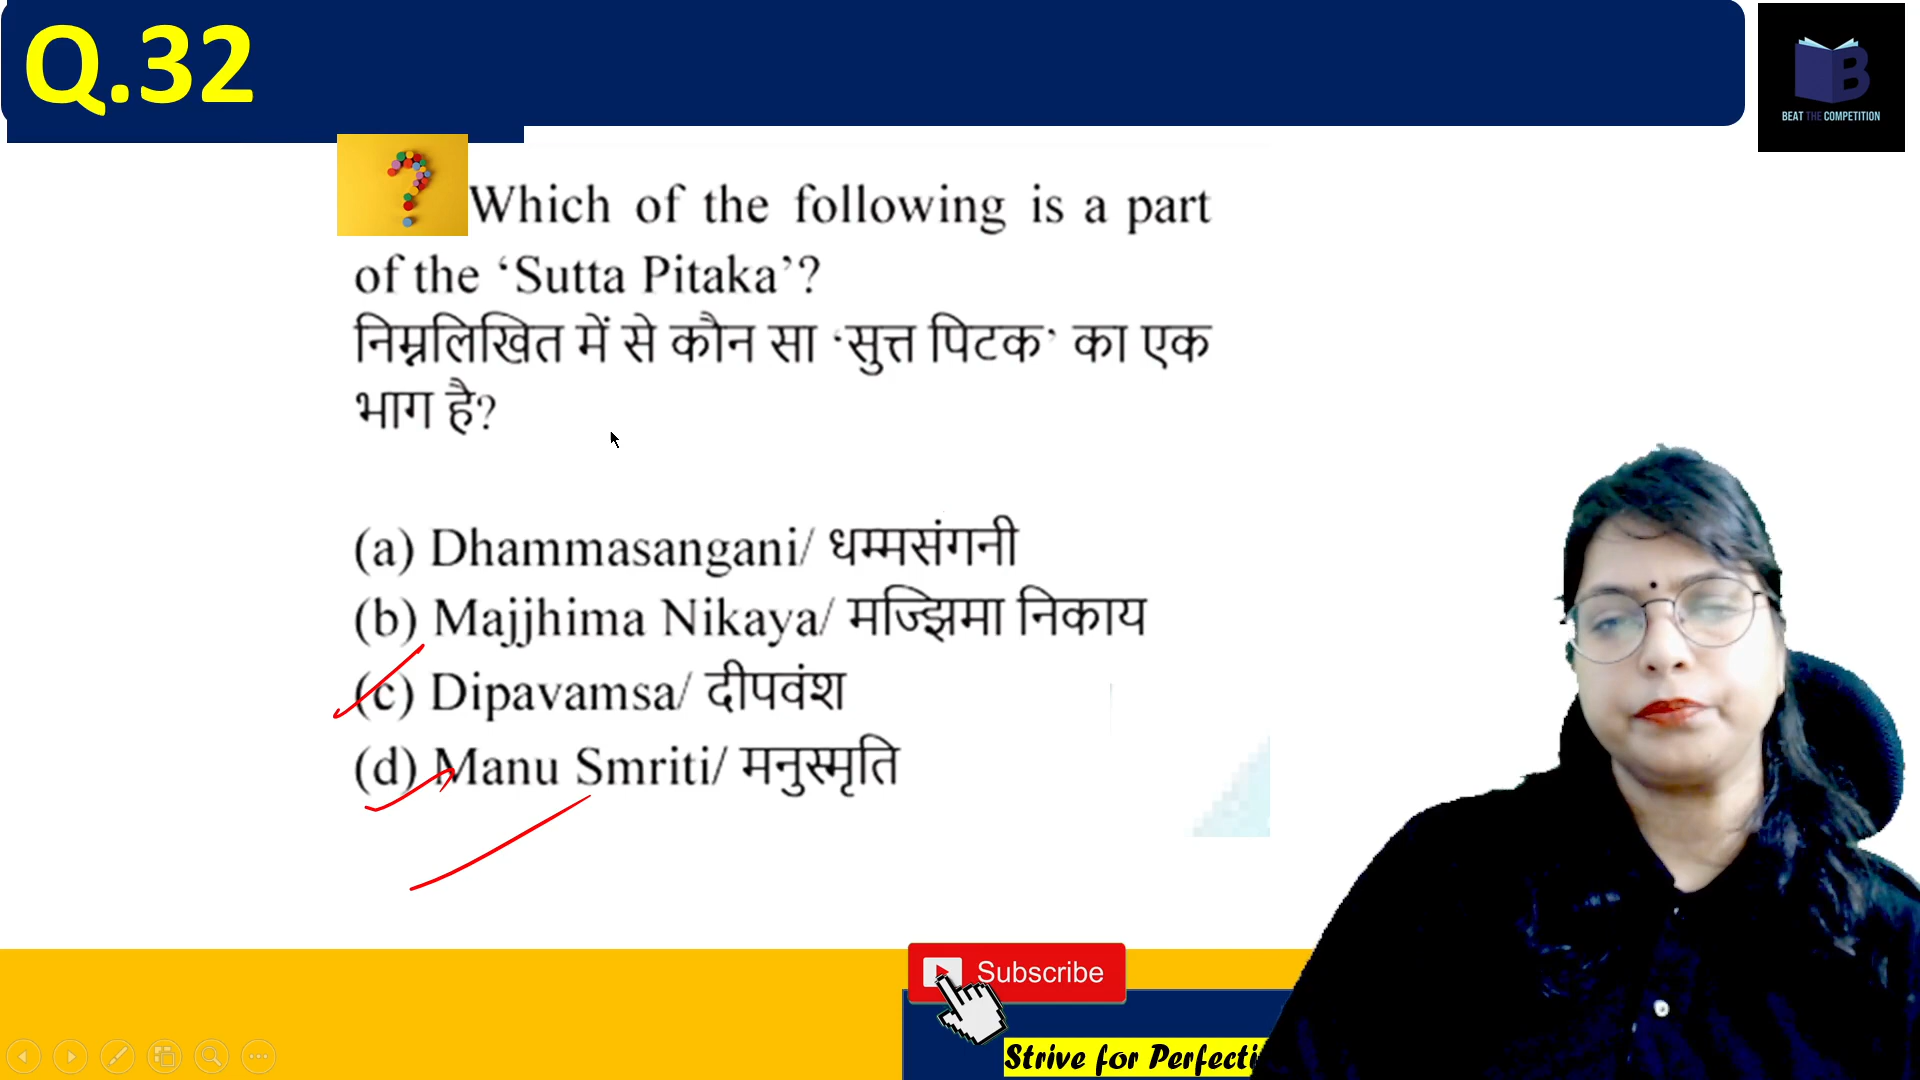 Q.32
BEAT THE COMPETITION
Which of the following is a part
of the ‘Sutta Pitaka’?
निम्नलिखित में से कौन सा ‘सुत्त पिटक’ का एक
भाग है?
(a) Dhammasangani/ धम्मसंगनी
(b) Majjhima Nikaya/ मज्झिमा निकाय
(c) Dipavamsa/ दीपवंश
(d) Manu Smriti/ मनुस्मृति
Subscribe
Strive for Perfecti